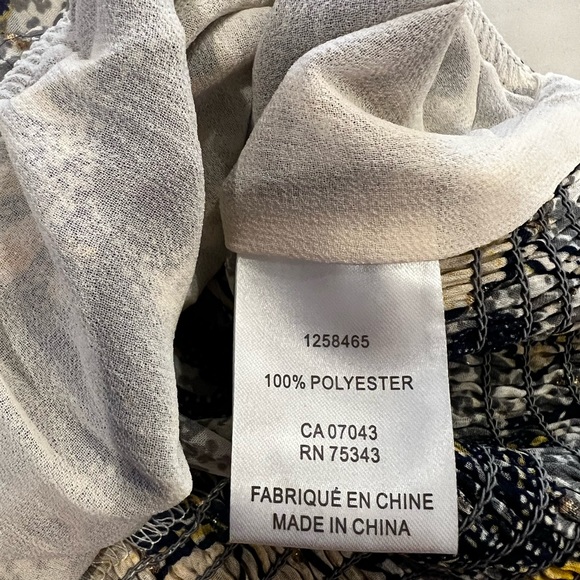 1258465
100% POLYESTER
CA 07043
RN 75343
FABRIQUÉ EN CHINE
MADE IN CHINA